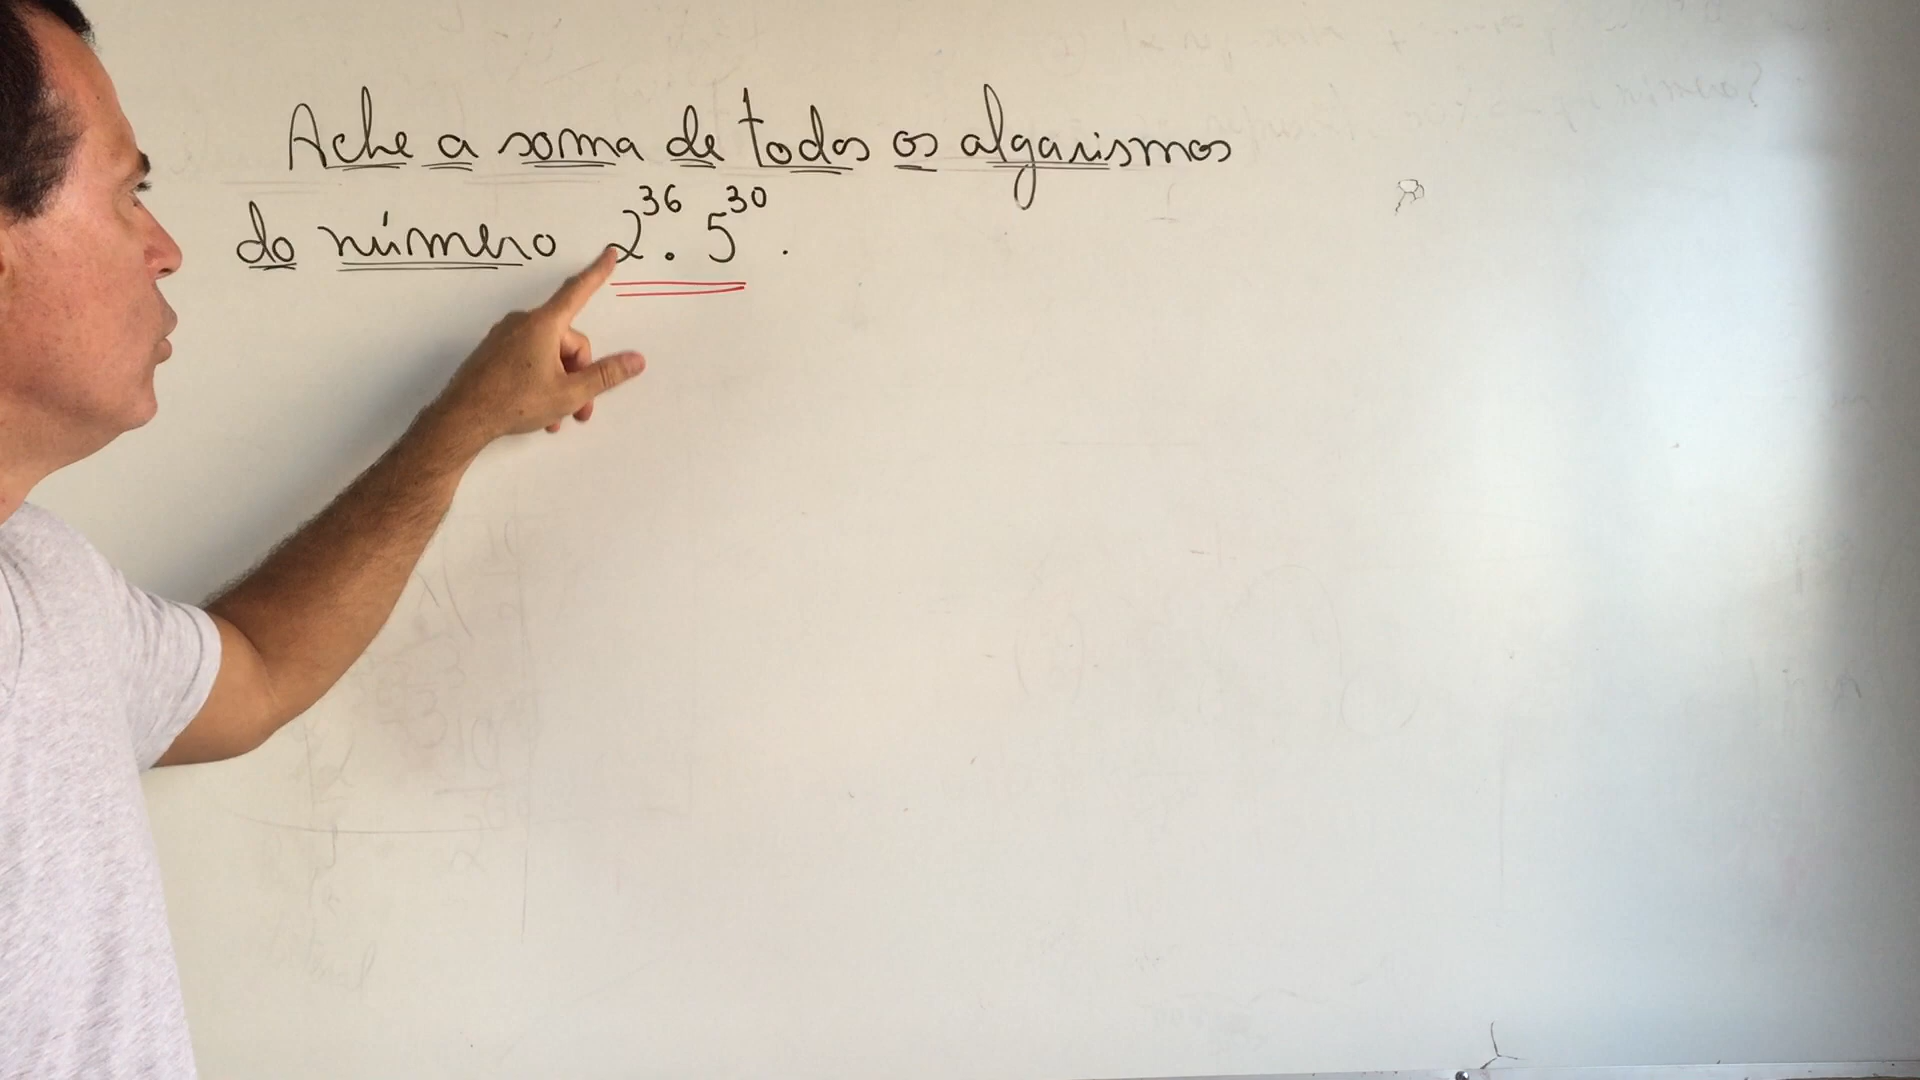 Ache a soma de todos os algarismos
do número 2³⁶ . 5³⁰ .